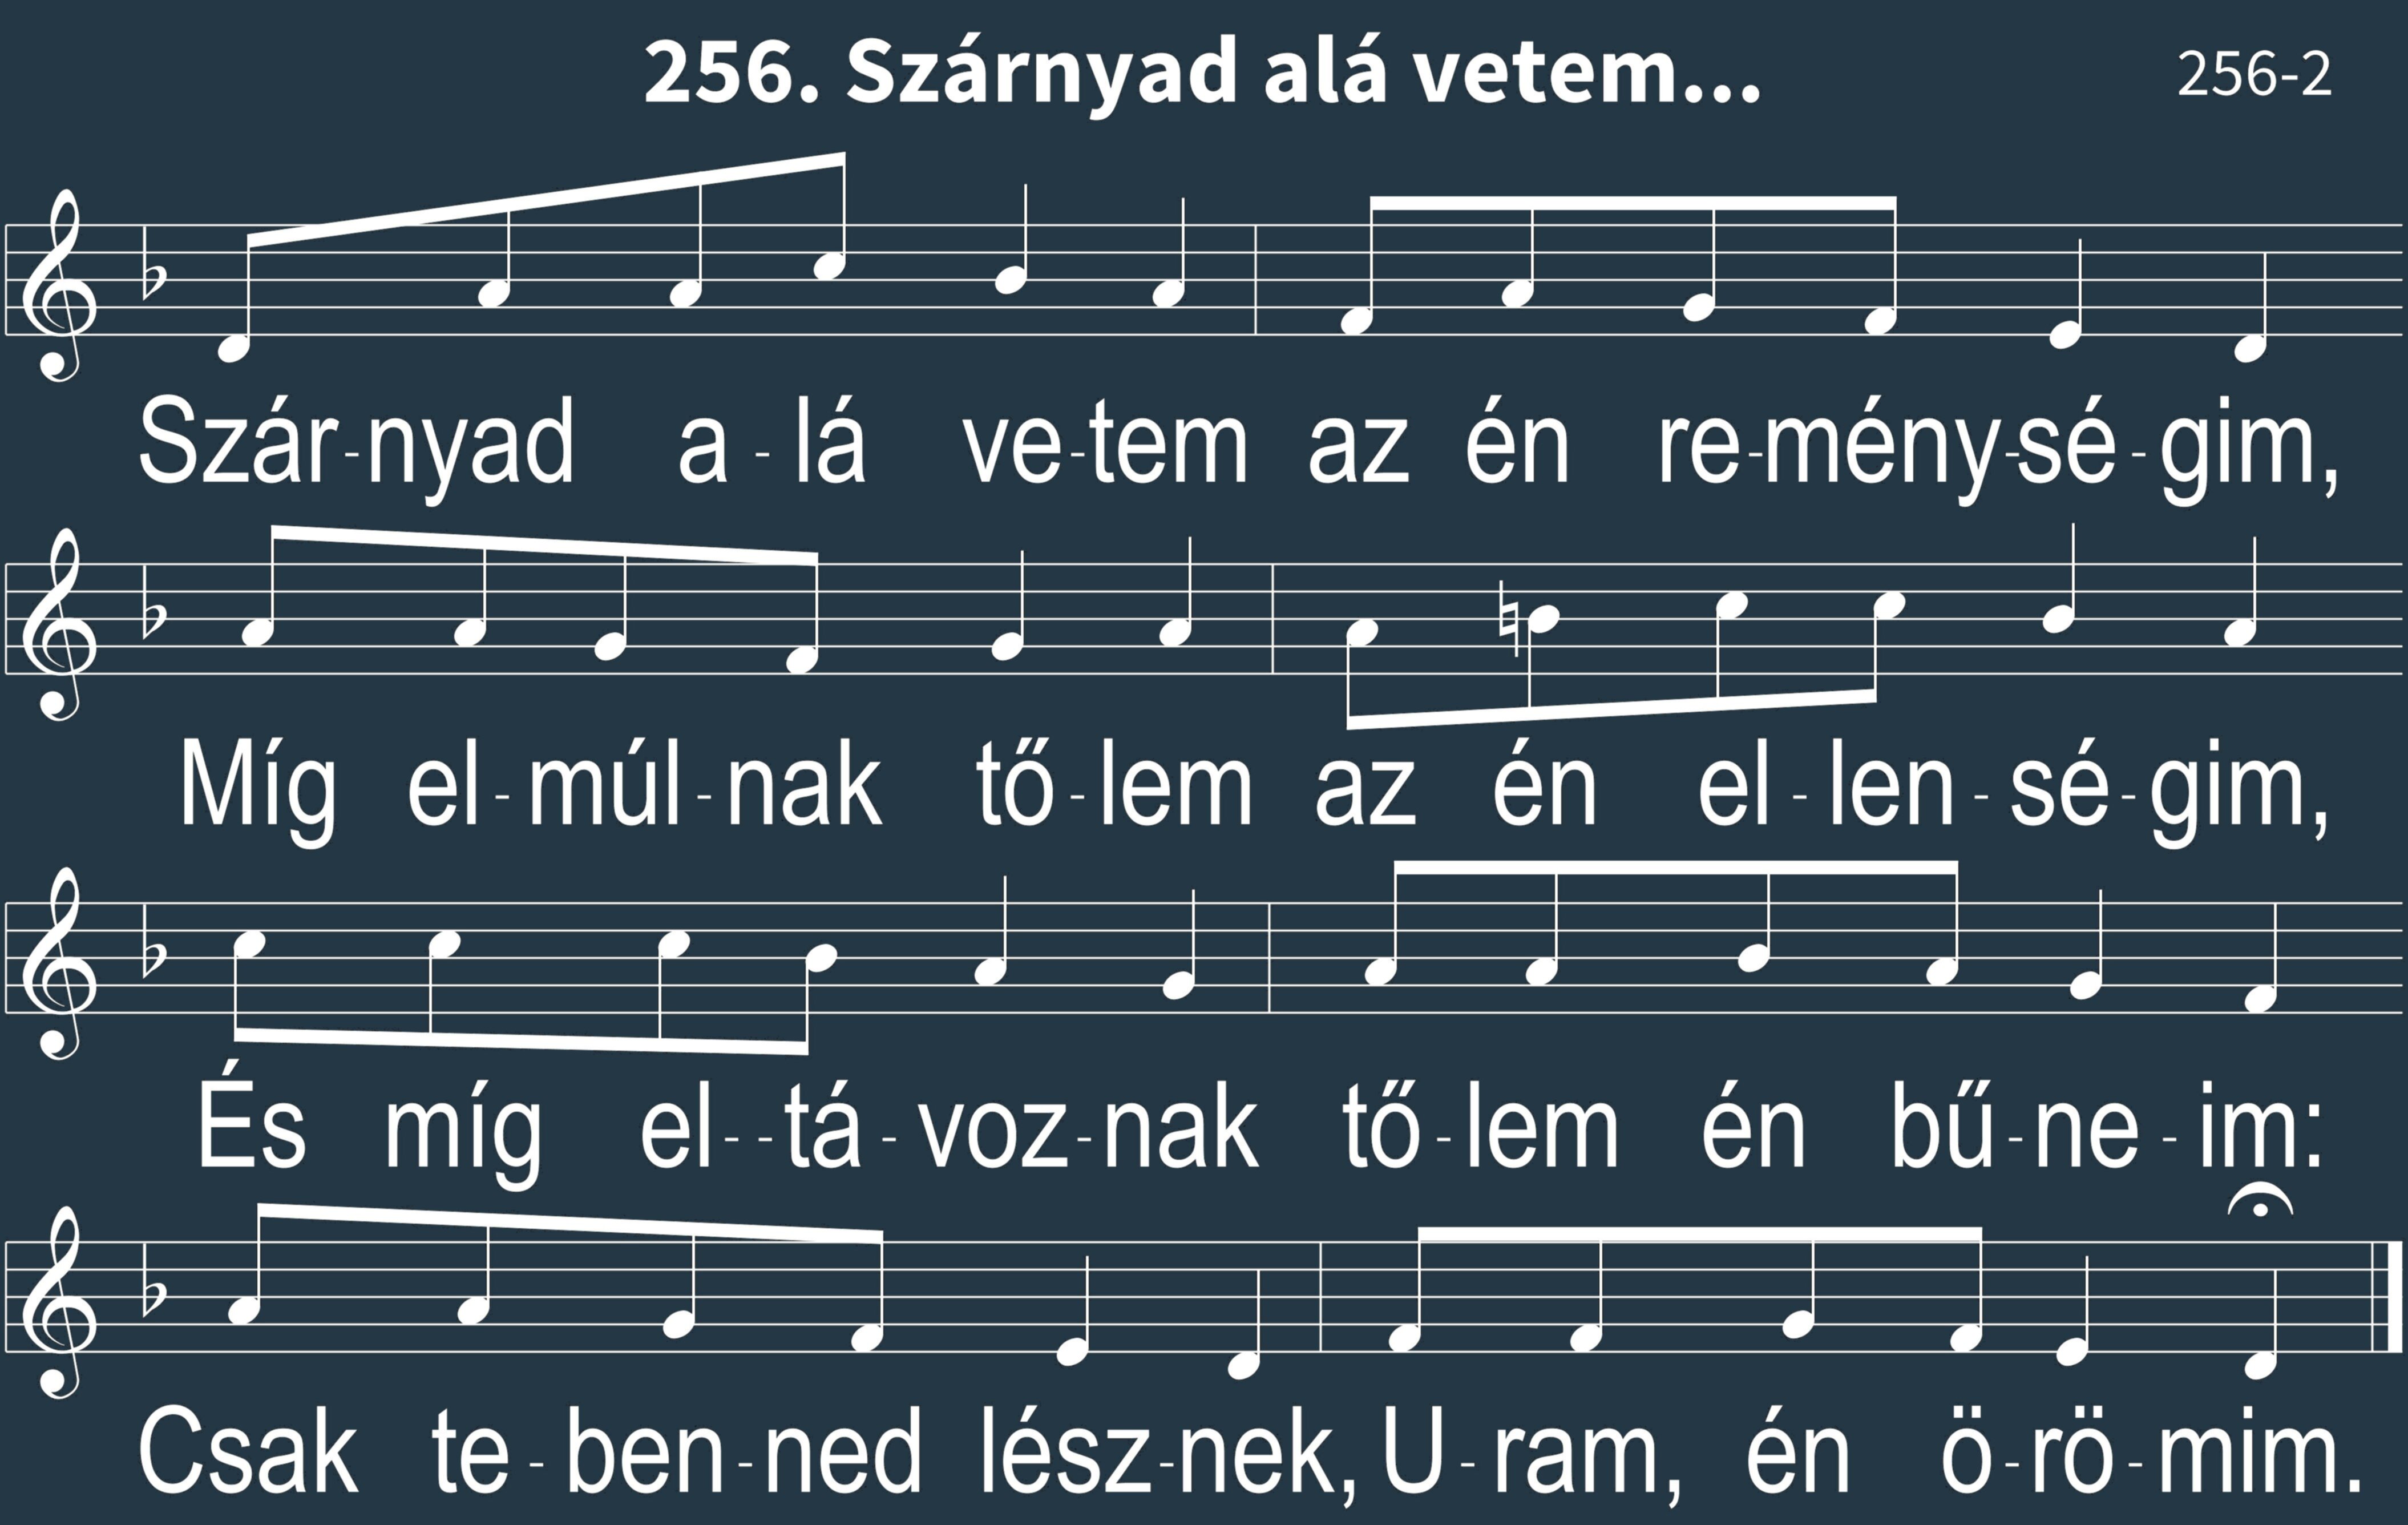 256. Szárnyad alá vetem...
256-2
Szár-nyad a-lá ve-tem az én re-mény-sé-gim,
Míg el-múl-nak tő-lem az én el-len-sé-gim,
És míg el--tá-voz-nak tő-lem én bű-ne-im:
Csak te-ben-ned lész-nek, U-ram, én ö-rö-mim.